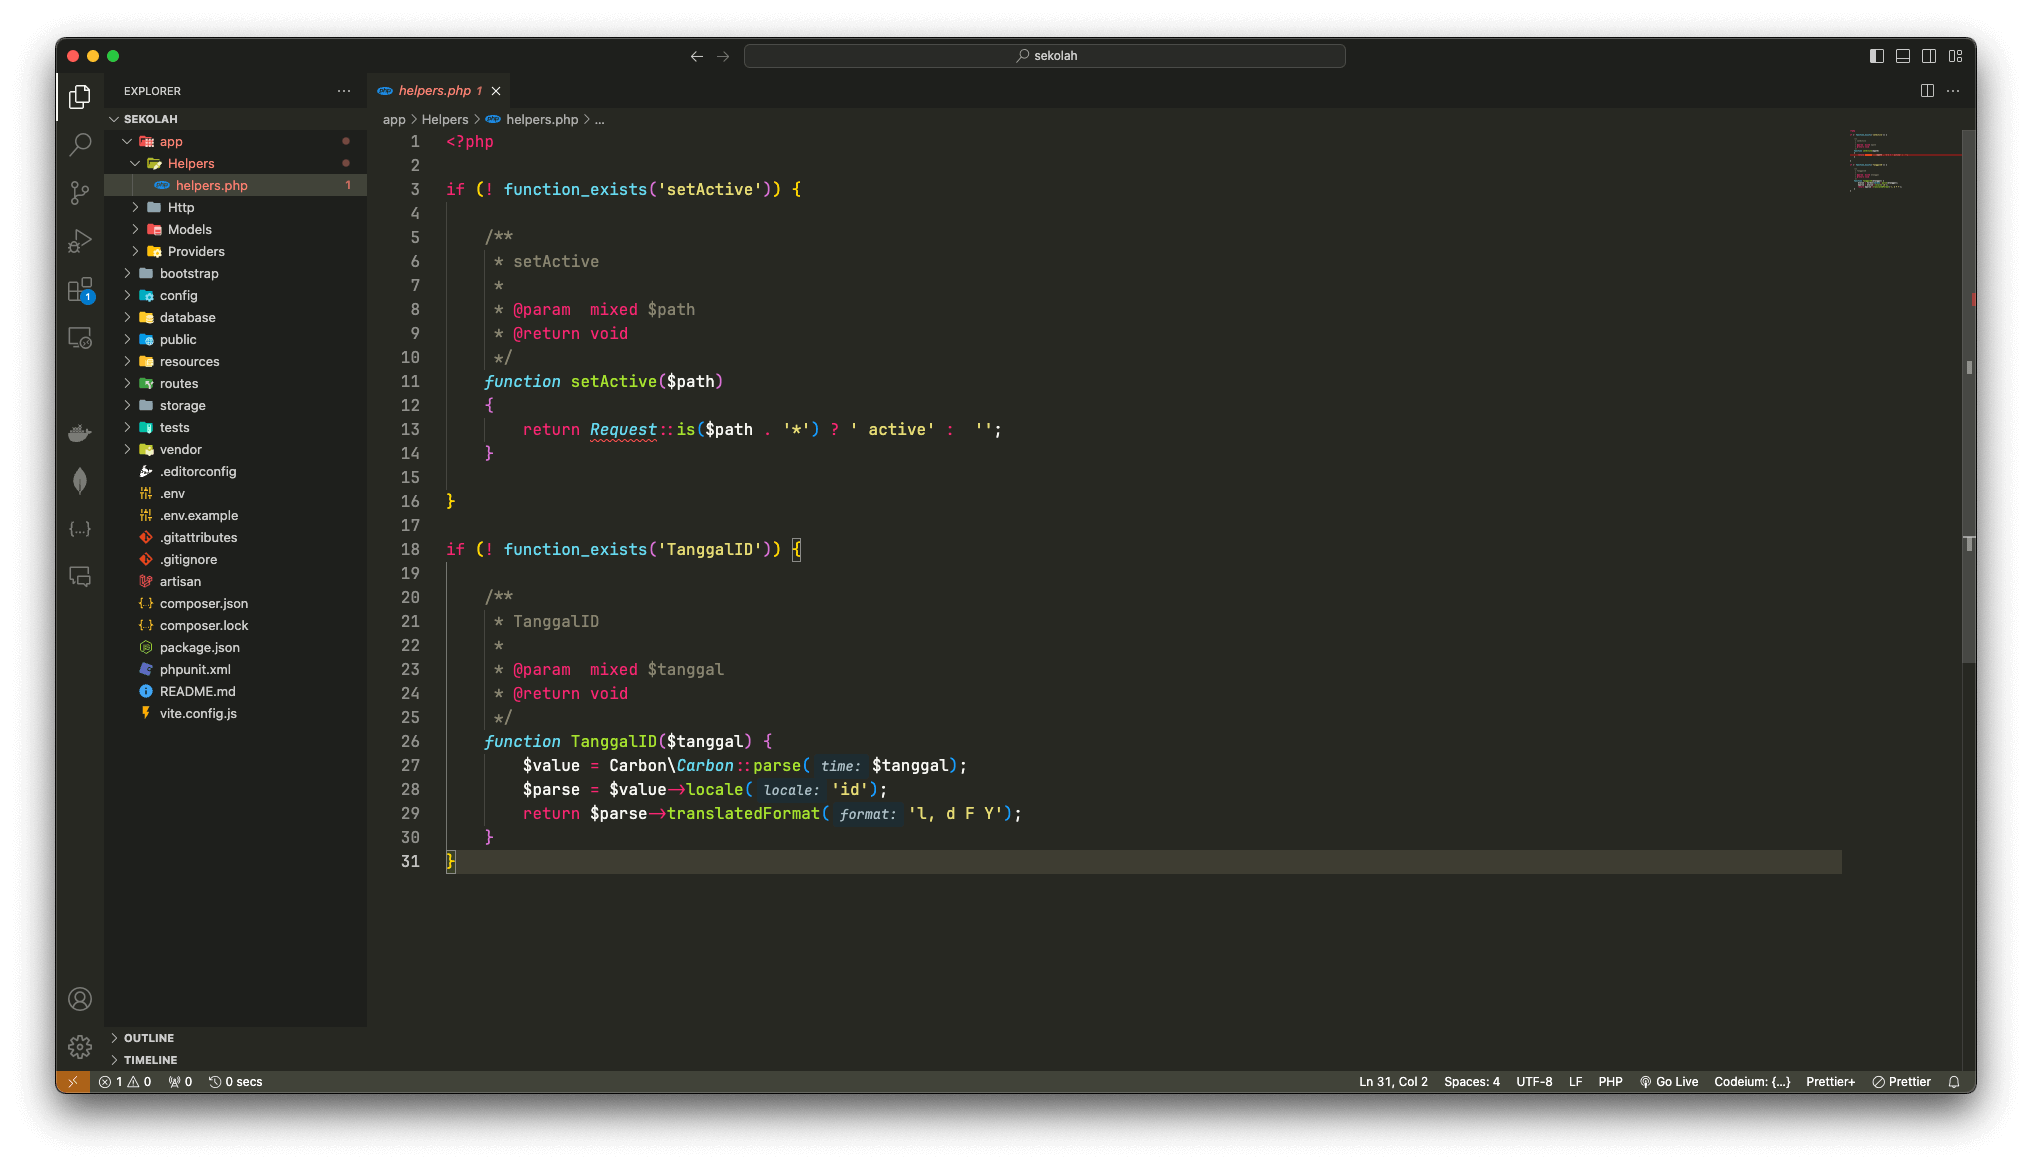 sekolah
EXPLORER
helpers.php 1
SEKOLAH
app > Helpers > helpers.php > ...
app
Helpers
helpers.php 1
Http
Models
Providers
bootstrap
config
database
public
resources
routes
storage
tests
vendor
.editorconfig
.env
.env.example
.gitattributes
.gitignore
artisan
composer.json
composer.lock
package.json
phpunit.xml
README.md
vite.config.js
OUTLINE
TIMELINE
1
1 <?php
2
3 if (! function_exists('setActive')) {
4
5 /**
6 * setActive
7 *
8 * @param  mixed $path
9 * @return void
10 */
11 function setActive($path)
12 {
13 return Request::is($path . '*') ? ' active' :  '';
14 }
15
16 }
17
18 if (! function_exists('TanggalID')) {
19
20 /**
21 * TanggalID
22 *
23 * @param  mixed $tanggal
24 * @return void
25 */
26 function TanggalID($tanggal) {
27 $value = Carbon\Carbon::parse( time: $tanggal);
28 $parse = $value->locale( locale: 'id');
29 return $parse->translatedFormat( format: 'l, d F Y');
30 }
31 }
1 0 0 0 secs Ln 31, Col 2 Spaces: 4 UTF-8 LF PHP Go Live Codeium: {...} Prettier+ Prettier